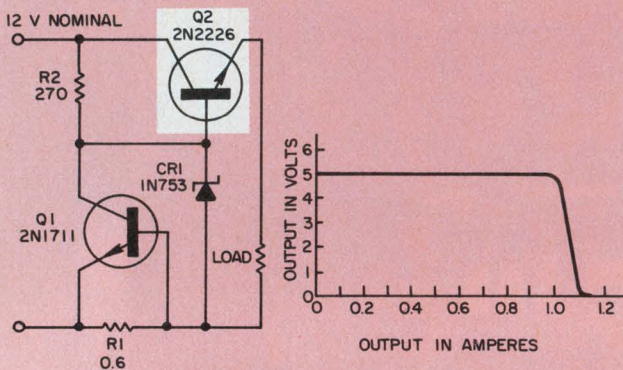 12 V NOMINAL
Q2
2N2226
R2
270
CR1
1N753
Q1
2N1711
LOAD
R1
0.6
OUTPUT IN VOLTS
6
5
4
3
2
1
0
0 0.2 0.4 0.6 0.8 1.0 1.2
OUTPUT IN AMPERES